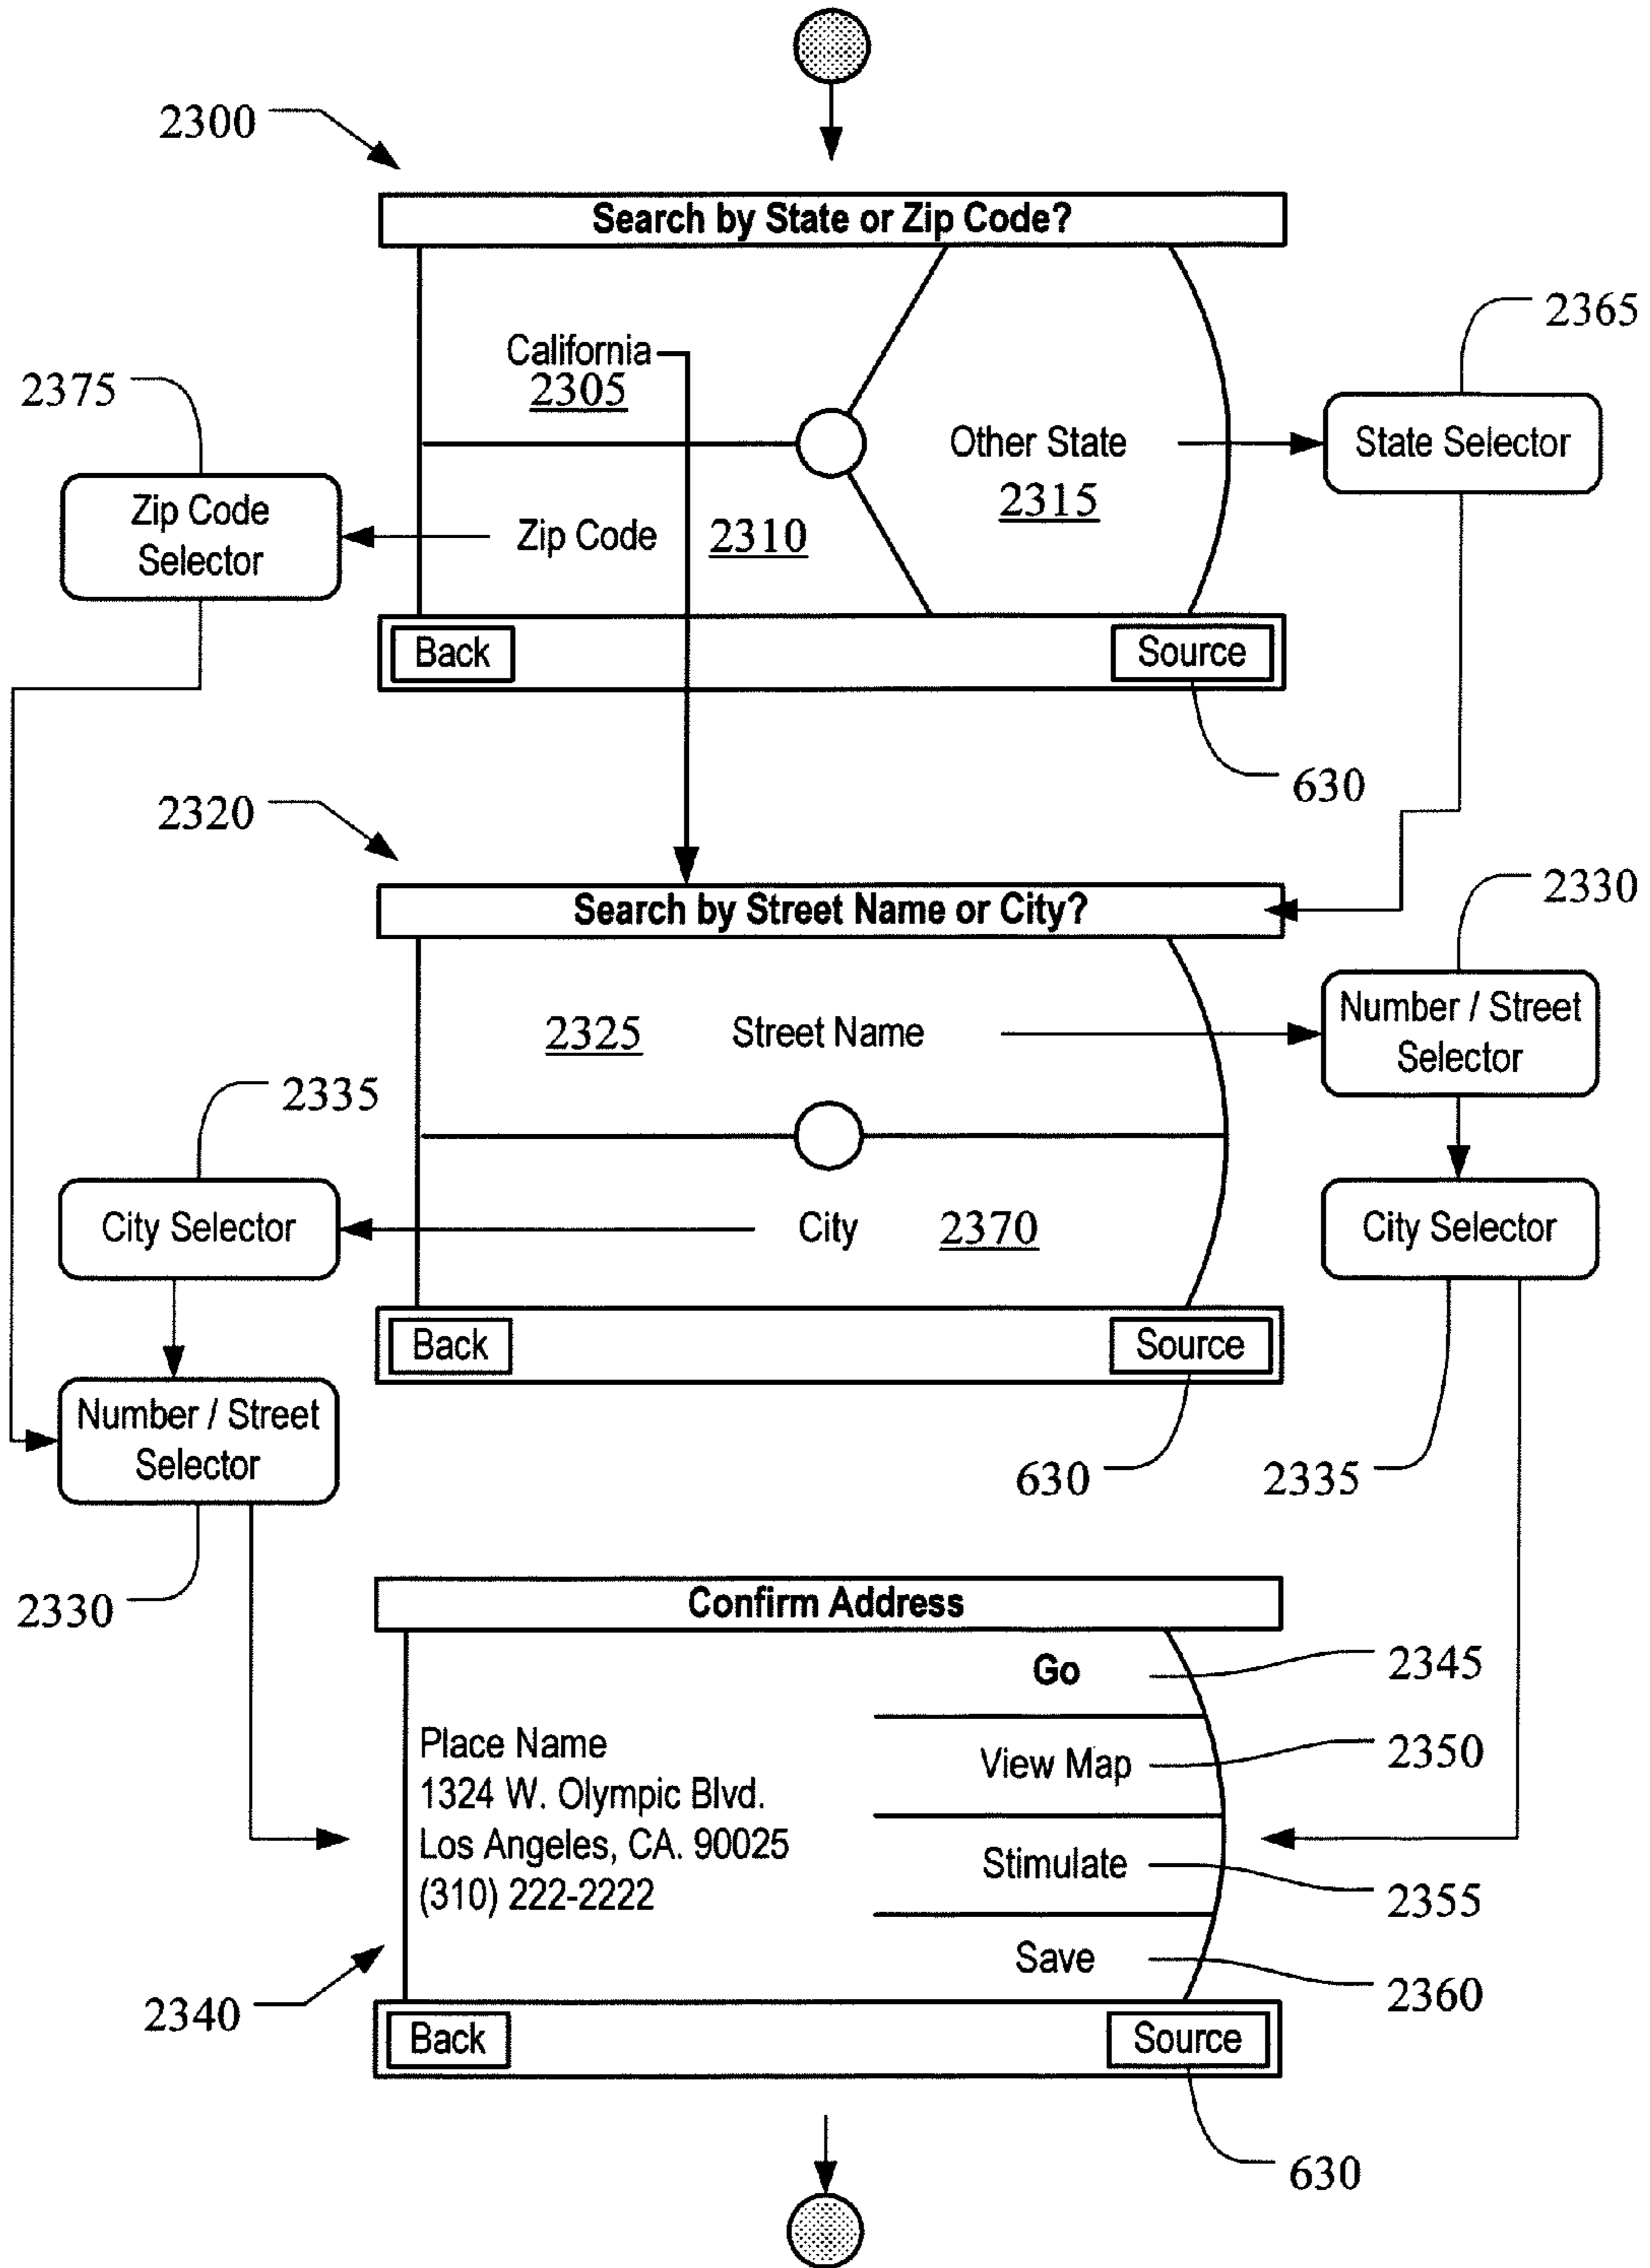 2300
Search by State or Zip Code?
2365
California
2305
2375
Other State
2315
State Selector
Zip Code
Selector
Zip Code
2310
Back
Source
630
2320
2330
Search by Street Name or City?
Number / Street
Selector
2325
Street Name
2335
City Selector
City
2370
City Selector
Back
Source
Number / Street
Selector
630
2335
2330
Confirm Address
Go
2345
Place Name
1324 W. Olympic Blvd.
Los Angeles, CA. 90025
(310) 222-2222
View Map
2350
Stimulate
2355
Save
2360
2340
Back
Source
630